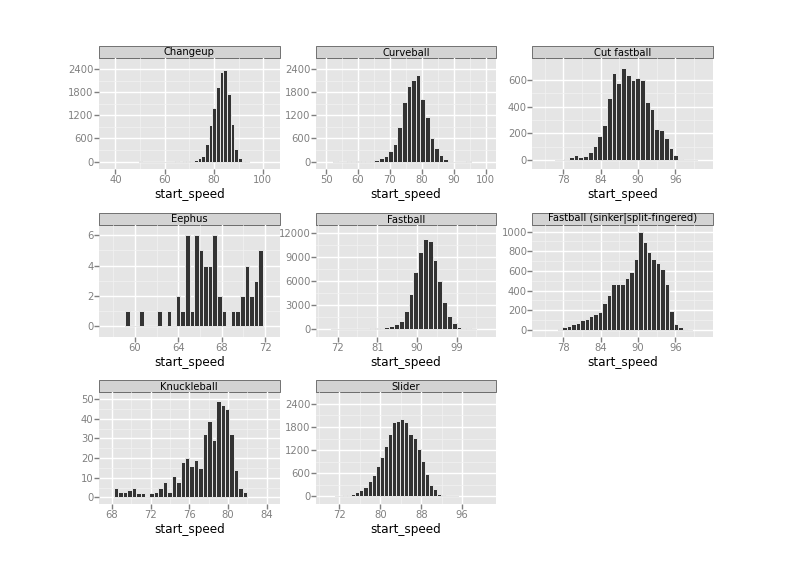 Changeup
2400
1800
1200
600
0
40 60 80 100
start_speed
Curveball
2400
1800
1200
600
0
50 60 70 80 90 100
start_speed
Cut fastball
600
400
200
0
78 84 90 96
start_speed
Eephus
6
4
2
0
60 64 68 72
start_speed
Fastball
12000
9000
6000
3000
0
72 81 90 99
start_speed
Fastball (sinker|split-fingered)
1000
800
600
400
200
0
78 84 90 96
start_speed
Knuckleball
50
40
30
20
10
0
68 72 76 80 84
start_speed
Slider
2400
1800
1200
600
0
72 80 88 96
start_speed